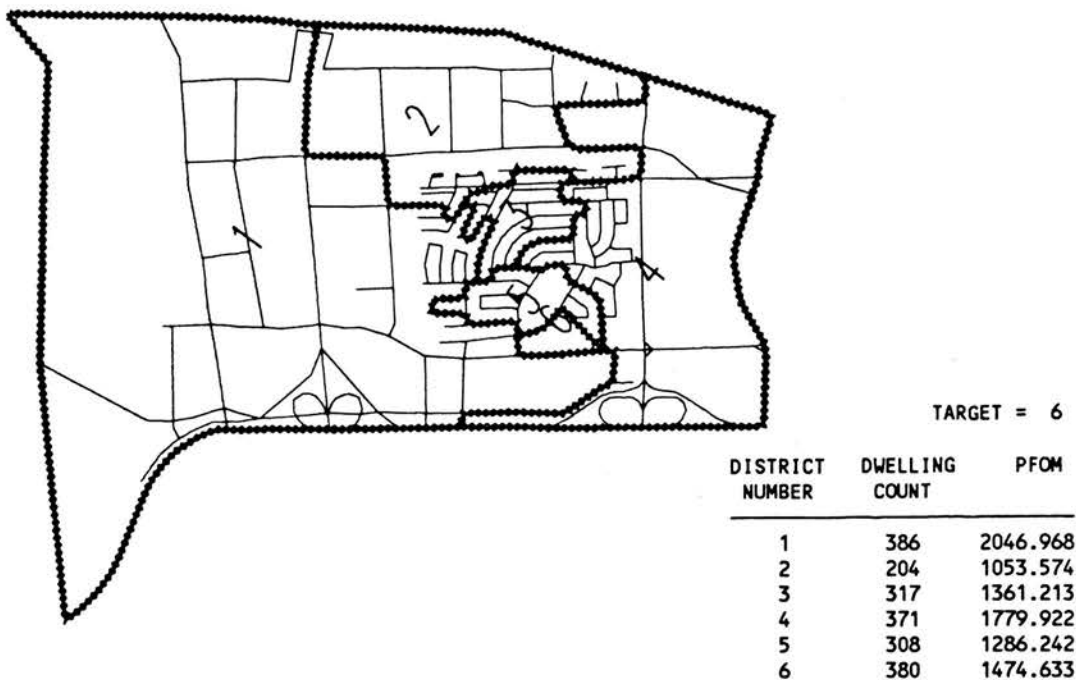 2
1
4
TARGET = 6
DISTRICT DWELLING PFOM
NUMBER COUNT
1 386 2046.968
2 204 1053.574
3 317 1361.213
4 371 1779.922
5 308 1286.242
6 380 1474.633